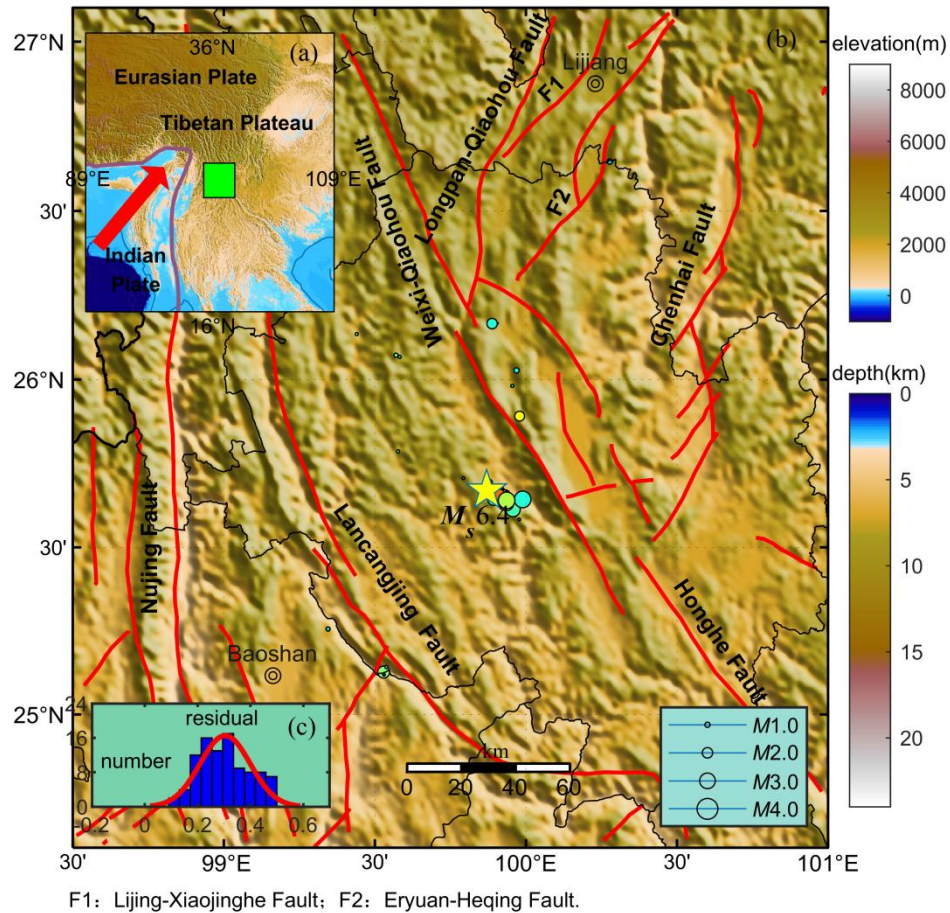 27°N
30'
26°N
30'
25°N
30'
99°E
30'
100°E
30'
101°E
(a)
36°N
Eurasian Plate
Tibetan Plateau
89°E
109°E
Indian
Plate
16°N
(b)
Lijiang
F1
F2
Longpan-Qiaohou Fault
Weixi-Qiaohou Fault
Chenhai Fault
Nujing Fault
Lancangjing Fault
Honghe Fault
Ms 6.4
Baoshan
(c)
residual
number
24
16
8
0
-0.2
0
0.2
0.4
0.6
km
0 20 40 60
M1.0
M2.0
M3.0
M4.0
elevation(m)
8000
6000
4000
2000
0
depth(km)
0
5
10
15
20
F1: Lijing-Xiaojinghe Fault; F2: Eryuan-Heqing Fault.